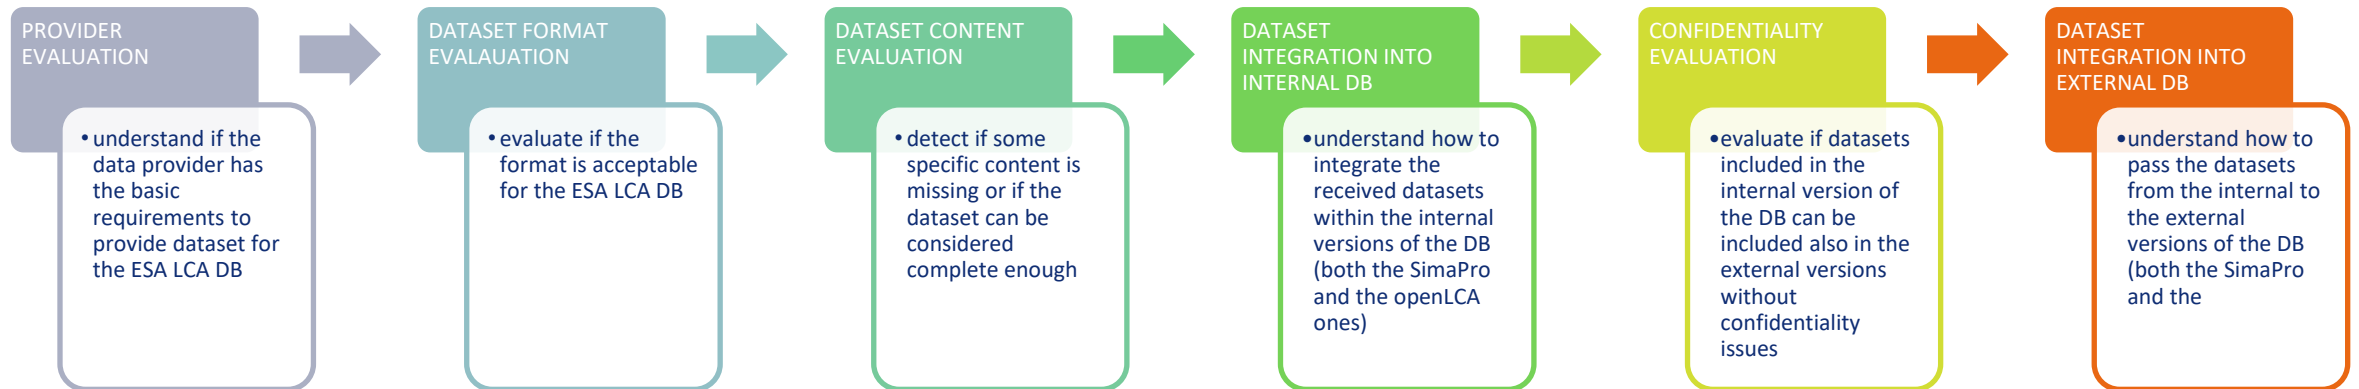 PROVIDER
EVALUATION
• understand if the
data provider has
the basic
requirements to
provide dataset for
the ESA LCA DB
DATASET FORMAT
EVALAUATION
• evaluate if the
format is acceptable
for the ESA LCA DB
DATASET CONTENT
EVALUATION
• detect if some
specific content is
missing or if the
dataset can be
considered
complete enough
DATASET
INTEGRATION INTO
INTERNAL DB
•understand how to
integrate the
received datasets
within the internal
versions of the DB
(both the SimaPro
and the openLCA
ones)
CONFIDENTIALITY
EVALUATION
•evaluate if datasets
included in the
internal version of
the DB can be
included also in the
external versions
without
confidentiality
issues
DATASET
INTEGRATION INTO
EXTERNAL DB
•understand how to
pass the datasets
from the internal to
the external
versions of the DB
(both the SimaPro
and the